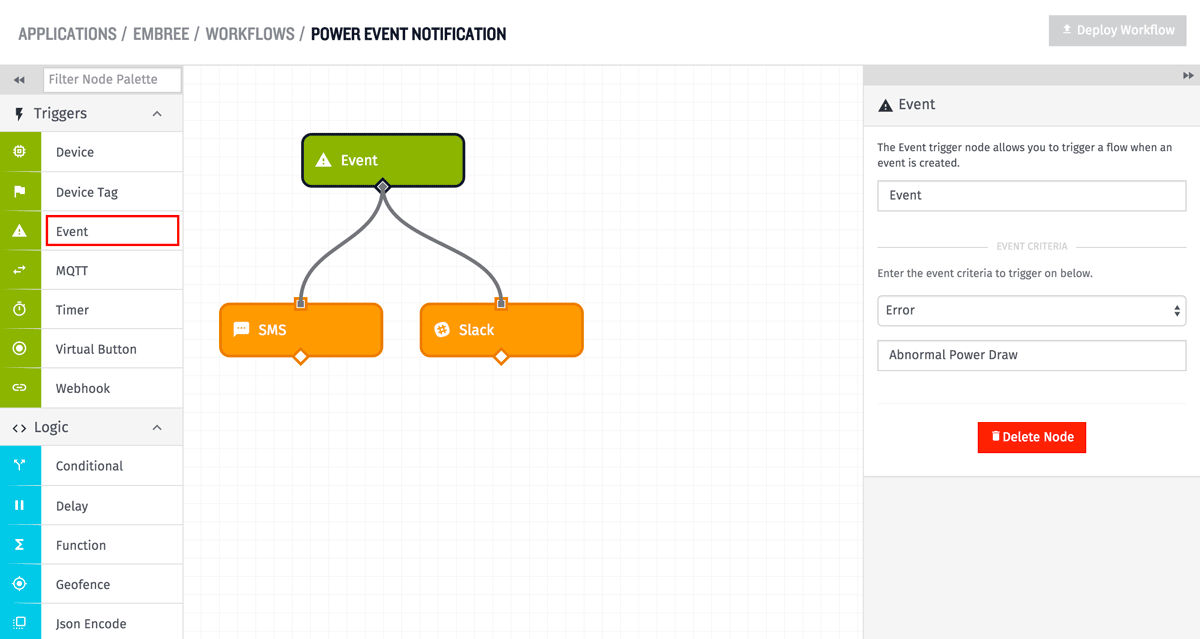 APPLICATIONS / EMBREE / WORKFLOWS / POWER EVENT NOTIFICATION
Deploy Workflow
Filter Node Palette
Triggers
Device
Device Tag
Event
MQTT
Timer
Virtual Button
Webhook
Logic
Conditional
Delay
Function
Geofence
Json Encode
Event
SMS
Slack
Event
The Event trigger node allows you to trigger a flow when an
event is created.
Event
EVENT CRITERIA
Enter the event criteria to trigger on below.
Error
Abnormal Power Draw
Delete Node